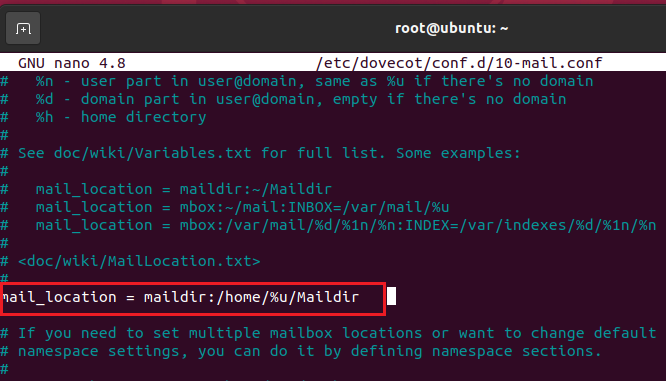 root@ubuntu: ~
GNU nano 4.8 /etc/dovecot/conf.d/10-mail.conf
# %n - user part in user@domain, same as %u if there's no domain
# %d - domain part in user@domain, empty if there's no domain
# %h - home directory
#
# See doc/wiki/Variables.txt for full list. Some examples:
#
# mail_location = maildir:~/Maildir
# mail_location = mbox:~/mail:INBOX=/var/mail/%u
# mail_location = mbox:/var/mail/%d/%1n/%n:INDEX=/var/indexes/%d/%1n/%n
#
# <doc/wiki/MailLocation.txt>
#
mail_location = maildir:/home/%u/Maildir
# If you need to set multiple mailbox locations or want to change default
# namespace settings, you can do it by defining namespace sections.
#